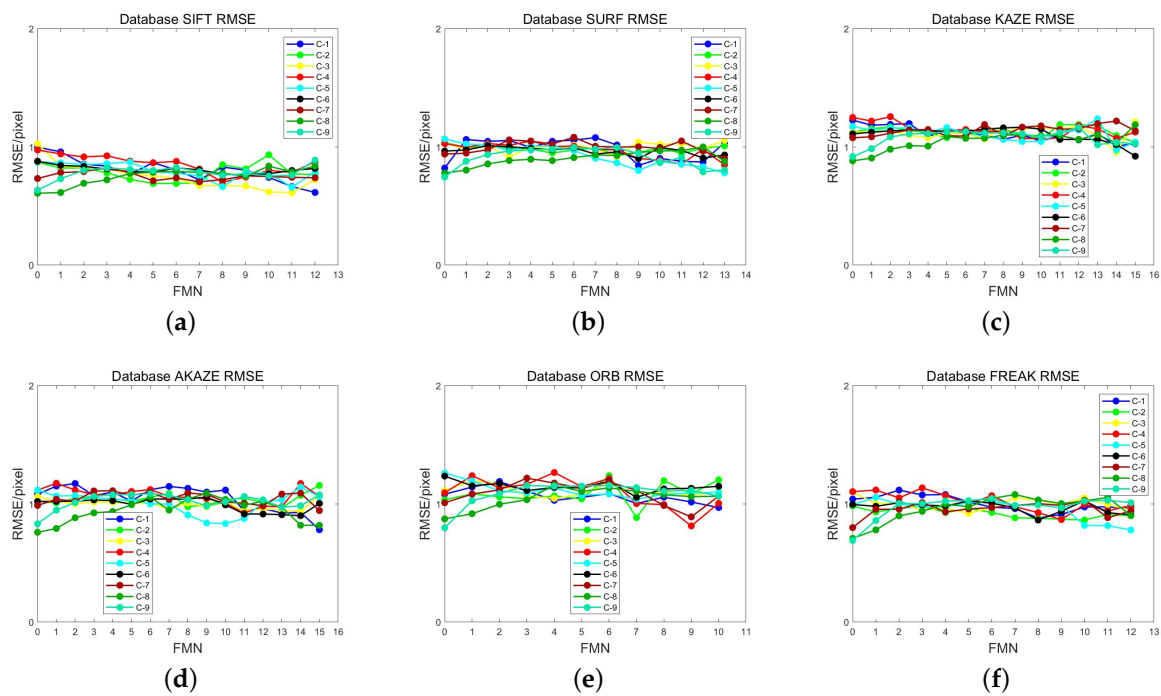 Database SIFT RMSE
2
1
0
RMSE/pixel
C-1
C-2
C-3
C-4
C-5
C-6
C-7
C-8
C-9
0 1 2 3 4 5 6 7 8 9 10 11 12 13
FMN
(a)
Database SURF RMSE
2
1
0
RMSE/pixel
C-1
C-2
C-3
C-4
C-5
C-6
C-7
C-8
C-9
0 1 2 3 4 5 6 7 8 9 10 11 12 13 14
FMN
(b)
Database KAZE RMSE
2
1
0
RMSE/pixel
C-1
C-2
C-3
C-4
C-5
C-6
C-7
C-8
C-9
0 1 2 3 4 5 6 7 8 9 10 11 12 13 14 15 16
FMN
(c)
Database AKAZE RMSE
2
1
0
RMSE/pixel
C-1
C-2
C-3
C-4
C-5
C-6
C-7
C-8
C-9
0 1 2 3 4 5 6 7 8 9 10 11 12 13 14 15 16
FMN
(d)
Database ORB RMSE
2
1
0
RMSE/pixel
C-1
C-2
C-3
C-4
C-5
C-6
C-7
C-8
C-9
0 1 2 3 4 5 6 7 8 9 10 11
FMN
(e)
Database FREAK RMSE
2
1
0
RMSE/pixel
C-1
C-2
C-3
C-4
C-5
C-6
C-7
C-8
C-9
0 1 2 3 4 5 6 7 8 9 10 11 12 13
FMN
(f)